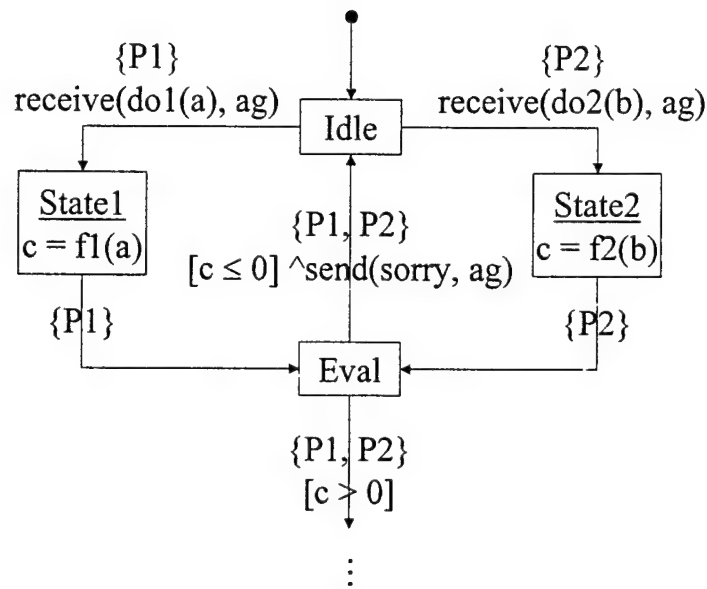 {P1}
receive(do1(a), ag)
{P2}
receive(do2(b), ag)
Idle
State1
c = f1(a)
{P1, P2}
[c ≤ 0] ^send(sorry, ag)
State2
c = f2(b)
{P1}
{P2}
Eval
{P1, P2}
[c > 0]
⋮